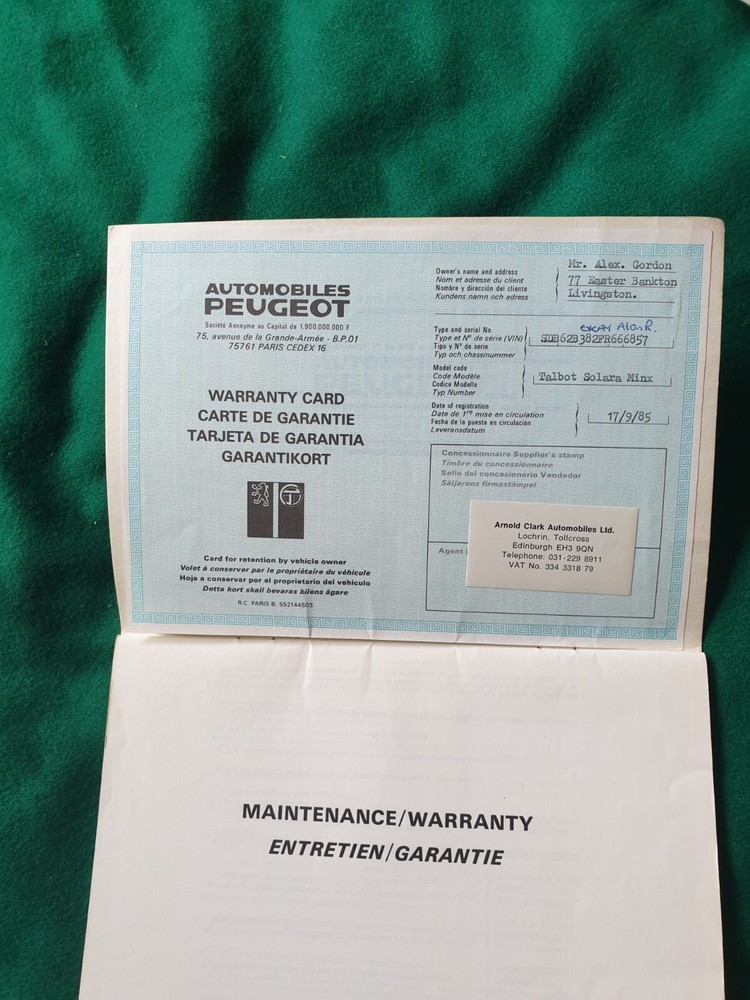 AUTOMOBILES
PEUGEOT
Société Anonyme au Capital de 1.900.000.000 F
75, avenue de la Grande-Armée - B.P.01
75761 PARIS CEDEX 16
WARRANTY CARD
CARTE DE GARANTIE
TARJETA DE GARANTIA
GARANTIKORT
Card for retention by vehicle owner
Volet à conserver par le propriétaire du véhicule
Hoja a conservar por el proprietario del vehiculo
Detta kort skall bevaras bilens ägare
R.C. PARIS B. 552144503
Owner's name and address
Nom et adresse du client
Nombre y dirección del cliente
Kundens namn och adress
Mr. Alex. Gordon
77 Easter Bankton
Livingston.
Type and serial No.
Type et Nº de série (VIN)
Tipo y Nº de serie
Typ och chassinummer
SDB62B382FR666857
Model code
Code Modèle
Codice Modello
Typ Number
Talbot Solara Minx
Date of registration
Date de 1re mise en circulation
Fecha de la puesta en circulación
Leveransdatum
17/9/85
Concessionnaire Supplier's stamp
Timbre du concessionnaire
Sello del concesionario Vendedor
Säljarens firmastämpel
Agent
Arnold Clark Automobiles Ltd.
Lochrin, Tollcross
Edinburgh EH3 9QN
Telephone: 031-229 8911
VAT No. 334 3318 79
MAINTENANCE/WARRANTY
ENTRETIEN/GARANTIE